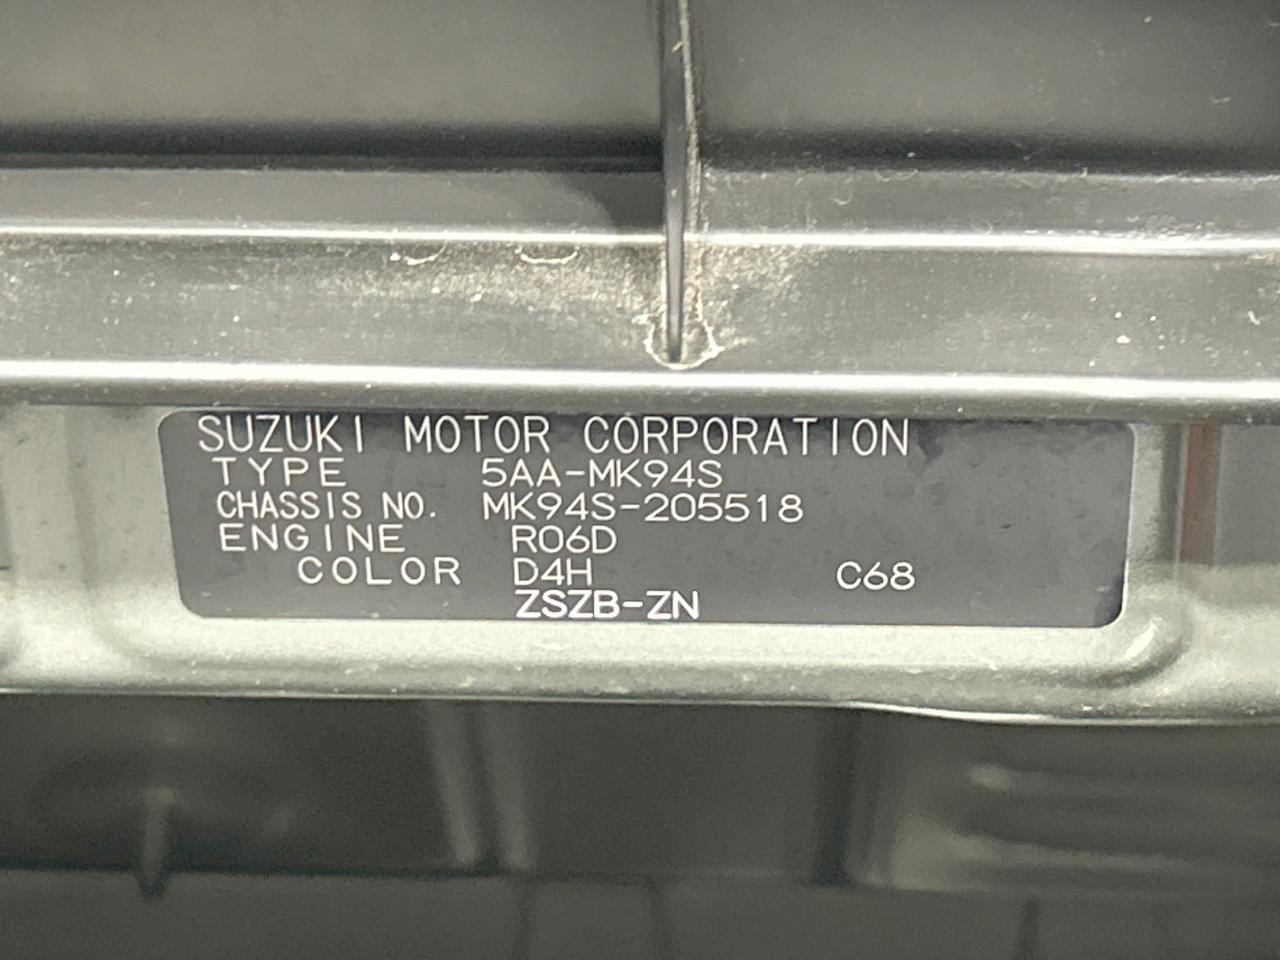 SUZUKI MOTOR CORPORATION
TYPE 5AA-MK94S
CHASSIS NO. MK94S-205518
ENGINE R06D
COLOR D4H C68
ZSZB-ZN